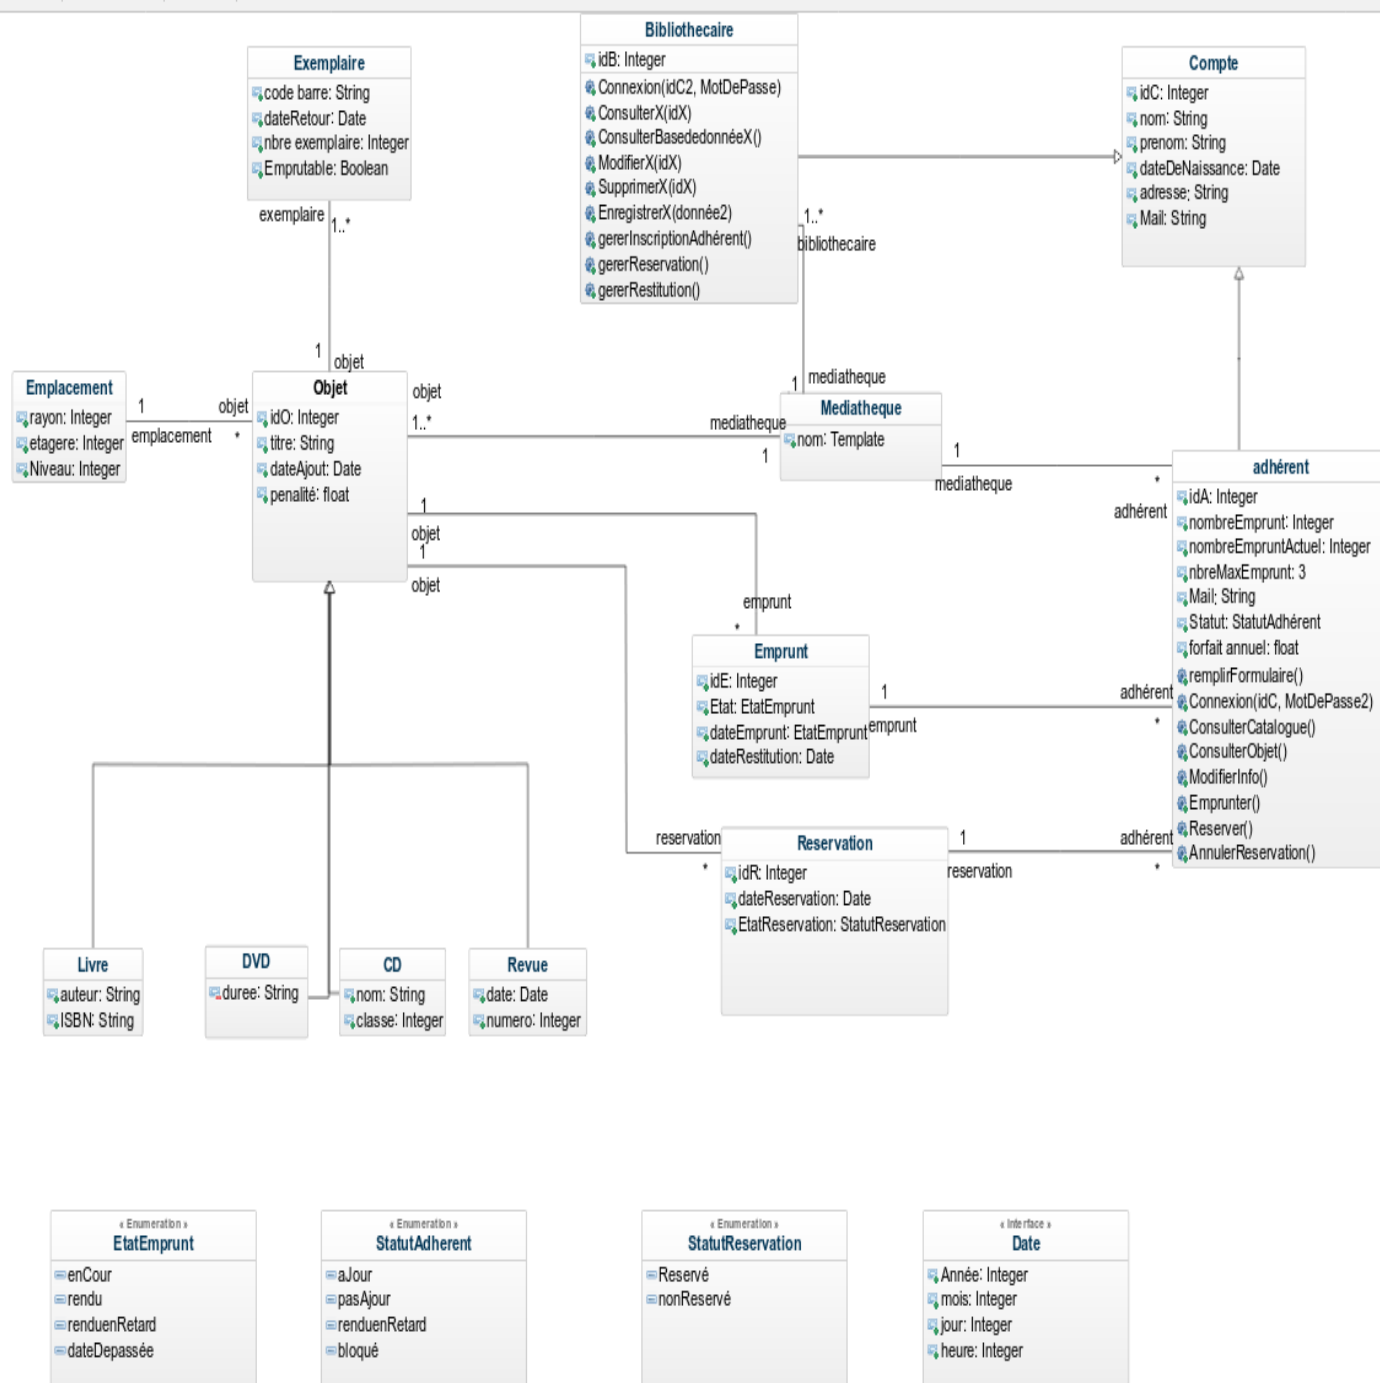 Bibliothecaire
idB: Integer
Connexion(idC2, MotDePasse)
ConsulterX(idX)
ConsulterBasededonnéeX()
ModifierX(idX)
SupprimerX(idX)
EnregistrerX(donnée2)
gererInscriptionAdhérent()
gererReservation()
gererRestitution()
Exemplaire
code barre: String
dateRetour: Date
nbre exemplaire: Integer
Emprutable: Boolean
Compte
idC: Integer
nom: String
prenom: String
dateDeNaissance: Date
adresse: String
Mail: String
exemplaire
1..*
1..*
bibliothecaire
1
objet
1
mediatheque
Emplacement
rayon: Integer
etagere: Integer
Niveau: Integer
1
emplacement
objet
*
Objet
idO: Integer
titre: String
dateAjout: Date
penalité: float
objet
1..*
mediatheque
1
Mediatheque
nom: Template
1
mediatheque
*
adhérent
adhérent
idA: Integer
nombreEmprunt: Integer
nombreEmpruntActuel: Integer
nbreMaxEmprunt: 3
Mail: String
Statut: StatutAdhérent
forfait annuel: float
remplirFormulaire()
Connexion(idC, MotDePasse2)
ConsulterCatalogue()
ConsulterObjet()
ModifierInfo()
Emprunter()
Reserver()
AnnulerReservation()
1
objet
1
objet
emprunt
*
Emprunt
idE: Integer
Etat: EtatEmprunt
dateEmprunt: EtatEmprunt
dateRestitution: Date
1
emprunt
adhérent
*
reservation
*
Reservation
idR: Integer
dateReservation: Date
EtatReservation: StatutReservation
1
reservation
adhérent
*
Livre
auteur: String
ISBN: String
DVD
duree: String
CD
nom: String
classe: Integer
Revue
date: Date
numero: Integer
« Enumeration »
EtatEmprunt
enCour
rendu
renduenRetard
dateDepassée
« Enumeration »
StatutAdherent
aJour
pasAjour
renduenRetard
bloqué
« Enumeration »
StatutReservation
Reservé
nonReservé
« Interface »
Date
Année: Integer
mois: Integer
jour: Integer
heure: Integer